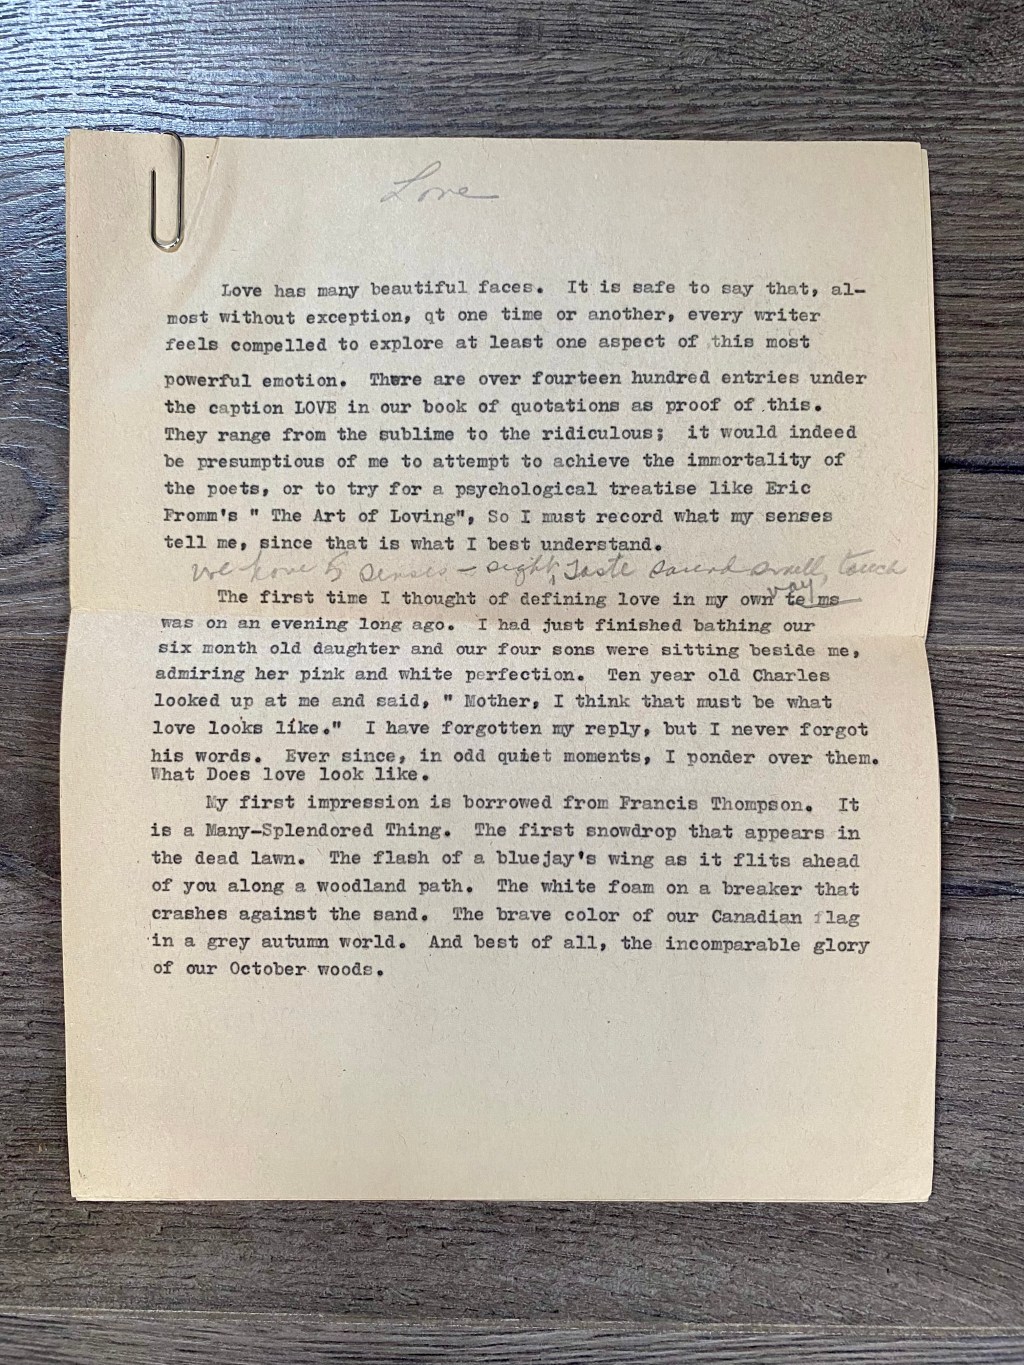 Love
Love has many beautiful faces.  It is safe to say that, al-
most without exception, qt one time or another, every writer
feels compelled to explore at least one aspect of this most
powerful emotion.  There are over fourteen hundred entries under
the caption LOVE in our book of quotations as proof of this.
They range from the sublime to the ridiculous;  it would indeed
be presumptious of me to attempt to achieve the immortality of
the poets, or to try for a psychological treatise like Eric
Fromm's " The Art of Loving", So I must record what my senses
tell me, since that is what I best understand.
We have 5 senses - sight, taste sound smell, touch
way
The first time I thought of defining love in my own te ms
was on an evening long ago.  I had just finished bathing our
six month old daughter and our four sons were sitting beside me,
admiring her pink and white perfection.  Ten year old Charles
looked up at me and said, " Mother, I think that must be what
love looks like."  I have forgotten my reply, but I never forgot
his words.  Ever since, in odd quiet moments, I ponder over them.
What Does love look like.
My first impression is borrowed from Francis Thompson.  It
is a Many-Splendored Thing.  The first snowdrop that appears in
the dead lawn.  The flash of a bluejay's wing as it flits ahead
of you along a woodland path.  The white foam on a breaker that
crashes against the sand.  The brave color of our Canadian flag
in a grey autumn world.  And best of all, the incomparable glory
of our October woods.